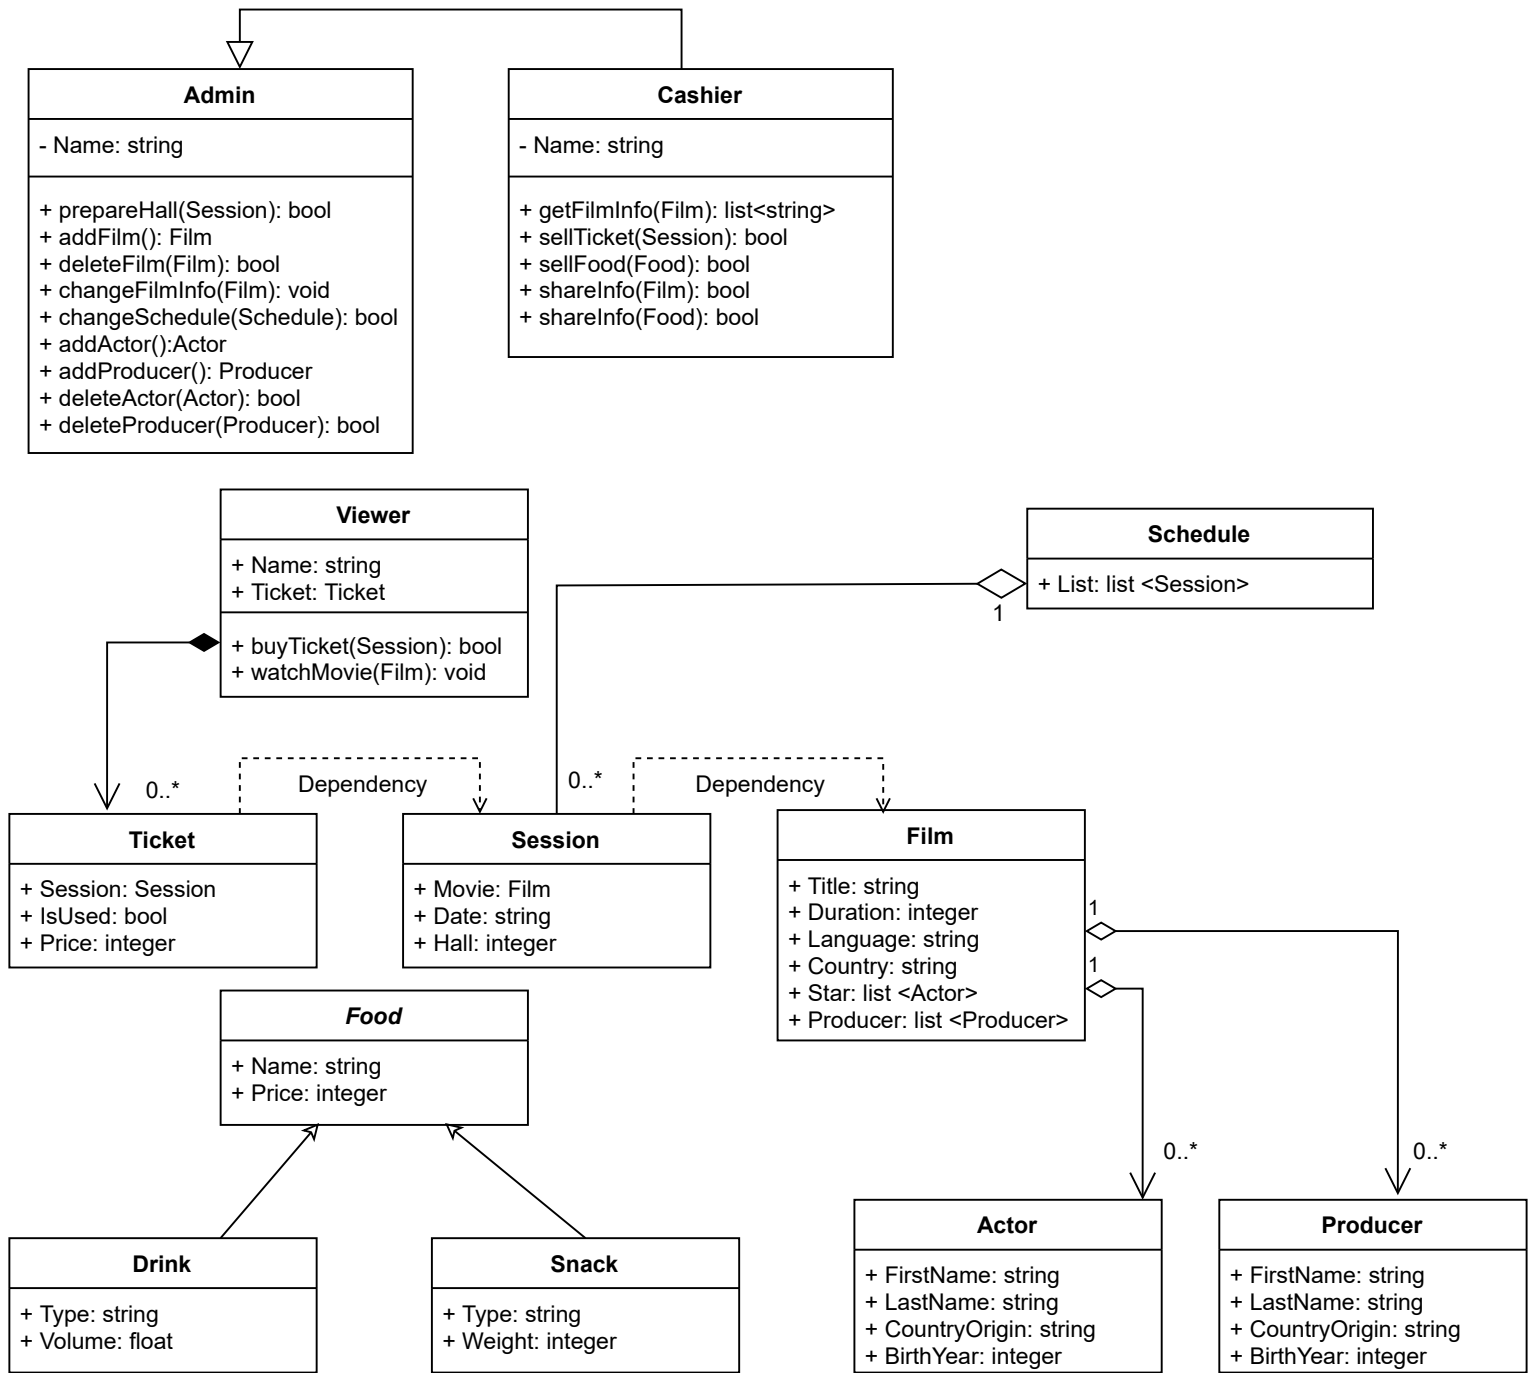 Admin
- Name: string
+ prepareHall(Session): bool
+ addFilm(): Film
+ deleteFilm(Film): bool
+ changeFilmInfo(Film): void
+ changeSchedule(Schedule): bool
+ addActor():Actor
+ addProducer(): Producer
+ deleteActor(Actor): bool
+ deleteProducer(Producer): bool
Cashier
- Name: string
+ getFilmInfo(Film): list<string>
+ sellTicket(Session): bool
+ sellFood(Food): bool
+ shareInfo(Film): bool
+ shareInfo(Food): bool
Viewer
+ Name: string
+ Ticket: Ticket
+ buyTicket(Session): bool
+ watchMovie(Film): void
Schedule
+ List: list <Session>
1
0..*
Dependency
0..*
Dependency
Ticket
+ Session: Session
+ IsUsed: bool
+ Price: integer
Session
+ Movie: Film
+ Date: string
+ Hall: integer
Film
+ Title: string
+ Duration: integer
+ Language: string
+ Country: string
+ Star: list <Actor>
+ Producer: list <Producer>
1
1
Food
+ Name: string
+ Price: integer
0..*
0..*
Drink
+ Type: string
+ Volume: float
Snack
+ Type: string
+ Weight: integer
Actor
+ FirstName: string
+ LastName: string
+ CountryOrigin: string
+ BirthYear: integer
Producer
+ FirstName: string
+ LastName: string
+ CountryOrigin: string
+ BirthYear: integer